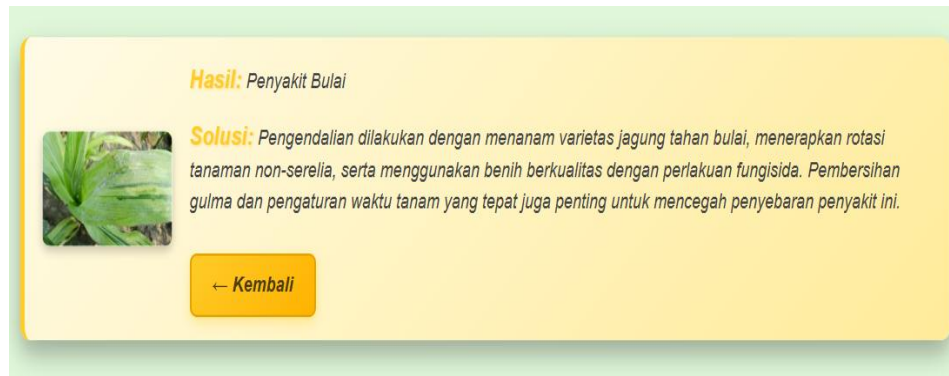 Hasil: Penyakit Bulai
Solusi: Pengendalian dilakukan dengan menanam varietas jagung tahan bulai, menerapkan rotasi
tanaman non-serelia, serta menggunakan benih berkualitas dengan perlakuan fungisida. Pembersihan
gulma dan pengaturan waktu tanam yang tepat juga penting untuk mencegah penyebaran penyakit ini.
← Kembali